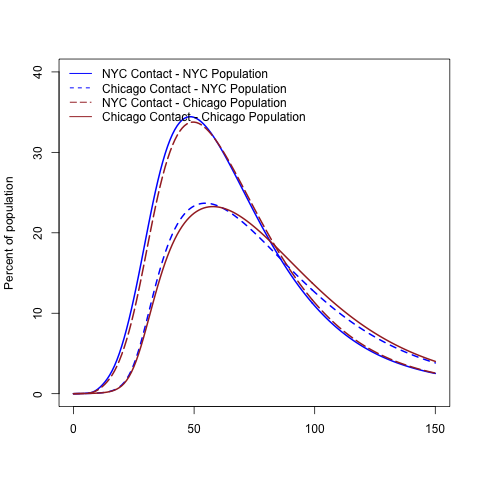 NYC Contact - NYC Population
Chicago Contact - NYC Population
NYC Contact - Chicago Population
Chicago Contact - Chicago Population
Percent of population
40
30
20
10
0
0 50 100 150